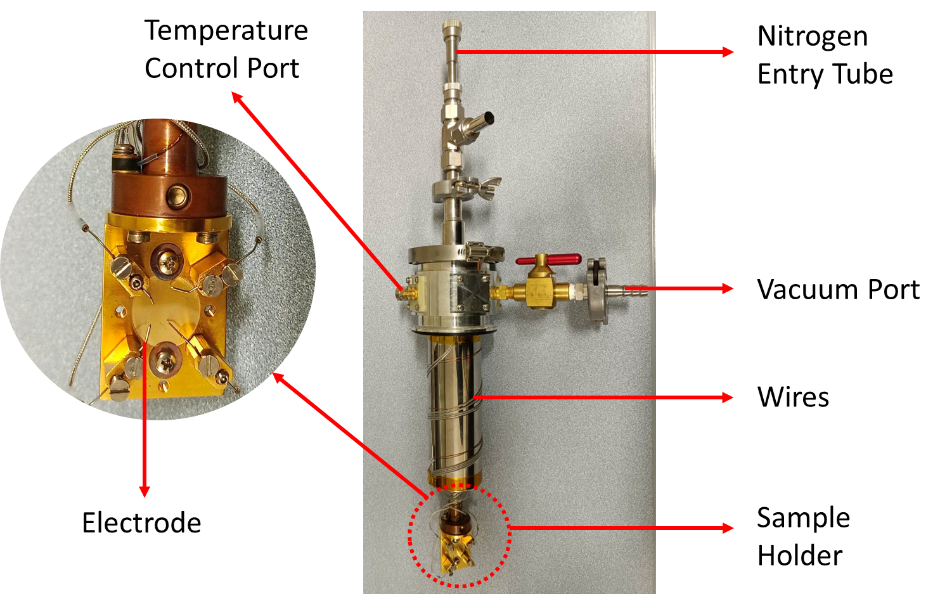 Temperature
Control Port
Nitrogen
Entry Tube
Vacuum Port
Wires
Sample
Holder
Electrode